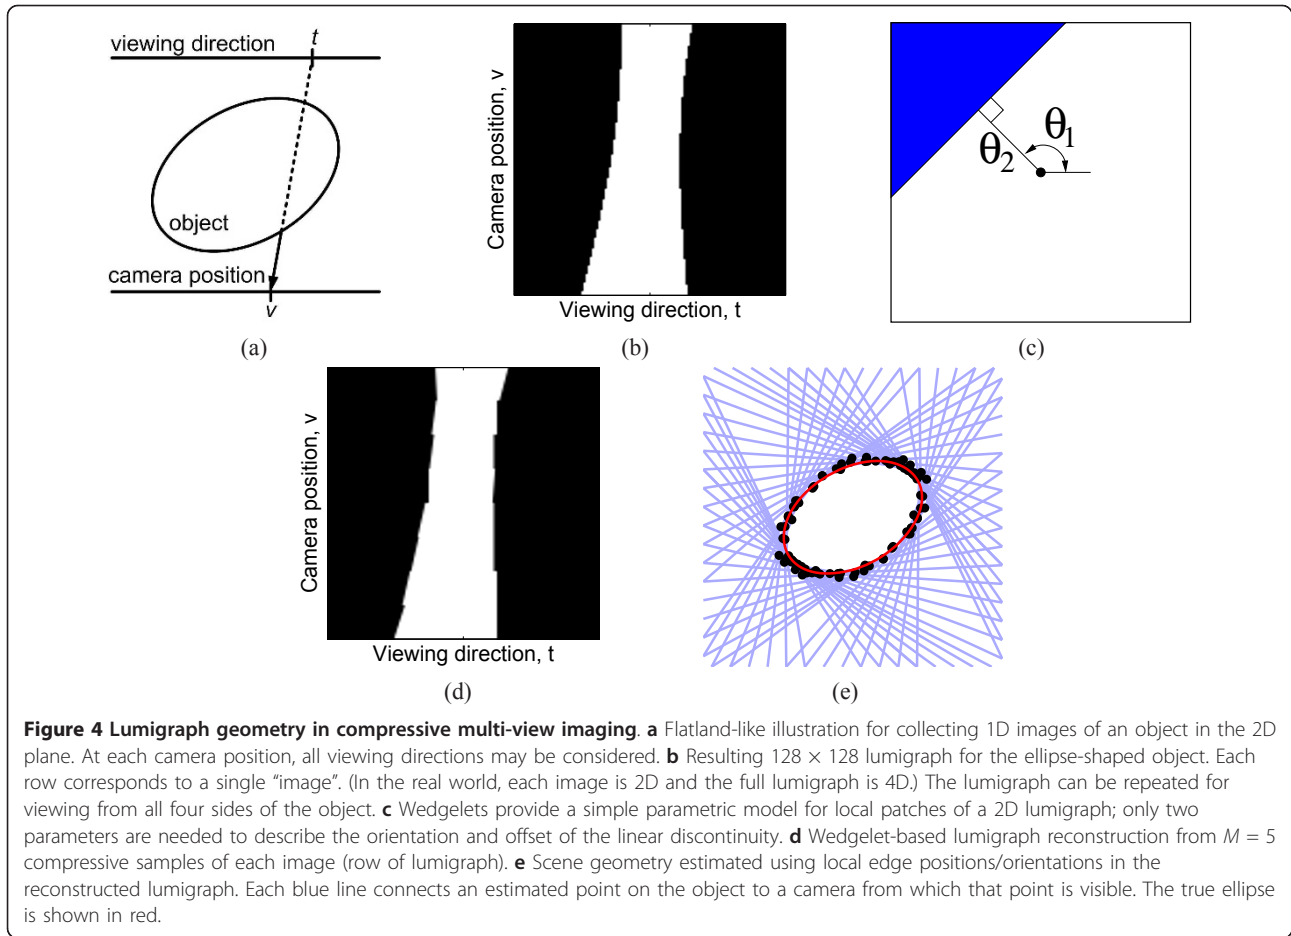 viewing direction
t
object
camera position
v
(a)
Camera position, v
Viewing direction, t
(b)
θ1
θ2
(c)
Camera position, v
Viewing direction, t
(d)
(e)
Figure 4 Lumigraph geometry in compressive multi-view imaging. a Flatland-like illustration for collecting 1D images of an object in the 2D
plane. At each camera position, all viewing directions may be considered. b Resulting 128 × 128 lumigraph for the ellipse-shaped object. Each
row corresponds to a single “image”. (In the real world, each image is 2D and the full lumigraph is 4D.) The lumigraph can be repeated for
viewing from all four sides of the object. c Wedgelets provide a simple parametric model for local patches of a 2D lumigraph; only two
parameters are needed to describe the orientation and offset of the linear discontinuity. d Wedgelet-based lumigraph reconstruction from M = 5
compressive samples of each image (row of lumigraph). e Scene geometry estimated using local edge positions/orientations in the
reconstructed lumigraph. Each blue line connects an estimated point on the object to a camera from which that point is visible. The true ellipse
is shown in red.